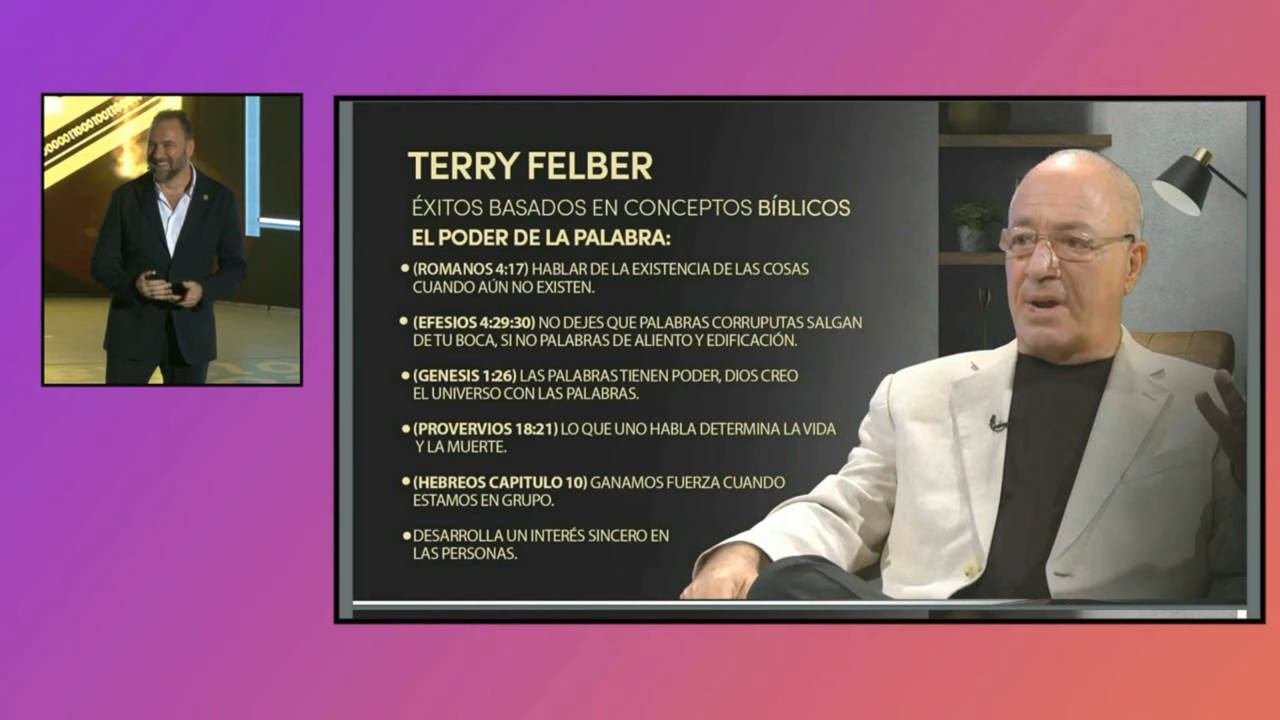 TERRY FELBER
ÉXITOS BASADOS EN CONCEPTOS BÍBLICOS
EL PODER DE LA PALABRA:
• (ROMANOS 4:17) HABLAR DE LA EXISTENCIA DE LAS COSAS
CUANDO AÚN NO EXISTEN.
• (EFESIOS 4:29:30) NO DEJES QUE PALABRAS CORRUPUTAS SALGAN
DE TU BOCA, SI NO PALABRAS DE ALIENTO Y EDIFICACIÓN.
• (GENESIS 1:26) LAS PALABRAS TIENEN PODER, DIOS CREO
EL UNIVERSO CON LAS PALABRAS.
• (PROVERVIOS 18:21) LO QUE UNO HABLA DETERMINA LA VIDA
Y LA MUERTE.
• (HEBREOS CAPITULO 10) GANAMOS FUERZA CUANDO
ESTAMOS EN GRUPO.
• DESARROLLA UN INTERÉS SINCERO EN
LAS PERSONAS.